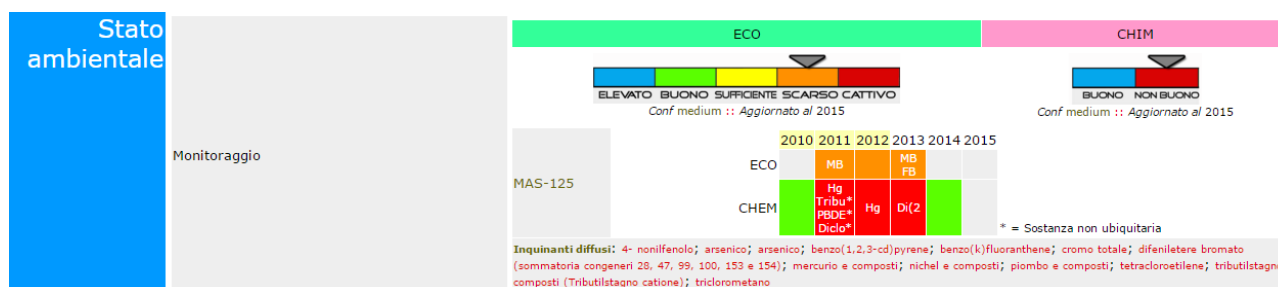 Stato
ambientale
Monitoraggio
ECO
CHIM
ELEVATO BUONO SUFFICIENTE SCARSO CATTIVO
Conf medium :: Aggiornato al 2015
BUONO NON BUONO
Conf medium :: Aggiornato al 2015
MAS-125
2010 2011 2012 2013 2014 2015
ECO
MB
MB
FB
CHEM
Hg
Tribu*
PBDE*
Diclo*
Hg
Di(2
* = Sostanza non ubiquitaria
Inquinanti diffusi: 4- nonilfenolo; arsenico; arsenico; benzo(1,2,3-cd)pyrene; benzo(k)fluoranthene; cromo totale; difeniletere bromato
(sommatoria congeneri 28, 47, 99, 100, 153 e 154); mercurio e composti; nichel e composti; piombo e composti; tetracloroetilene; tributilstagno
composti (Tributilstagno catione); triclorometano